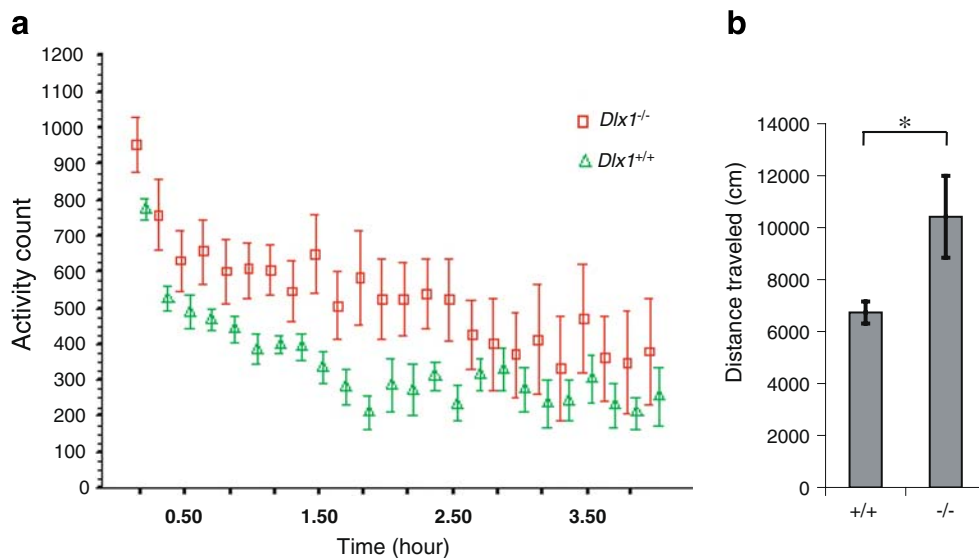 a
1200
1100
1000
900
800
700
600
500
400
300
200
100
0
Activity count
0.50 1.50 2.50 3.50
Time (hour)
Dlx1-/-
Dlx1+/+
b
14000
12000
10000
8000
6000
4000
2000
0
Distance traveled (cm)
*
+/+ -/-